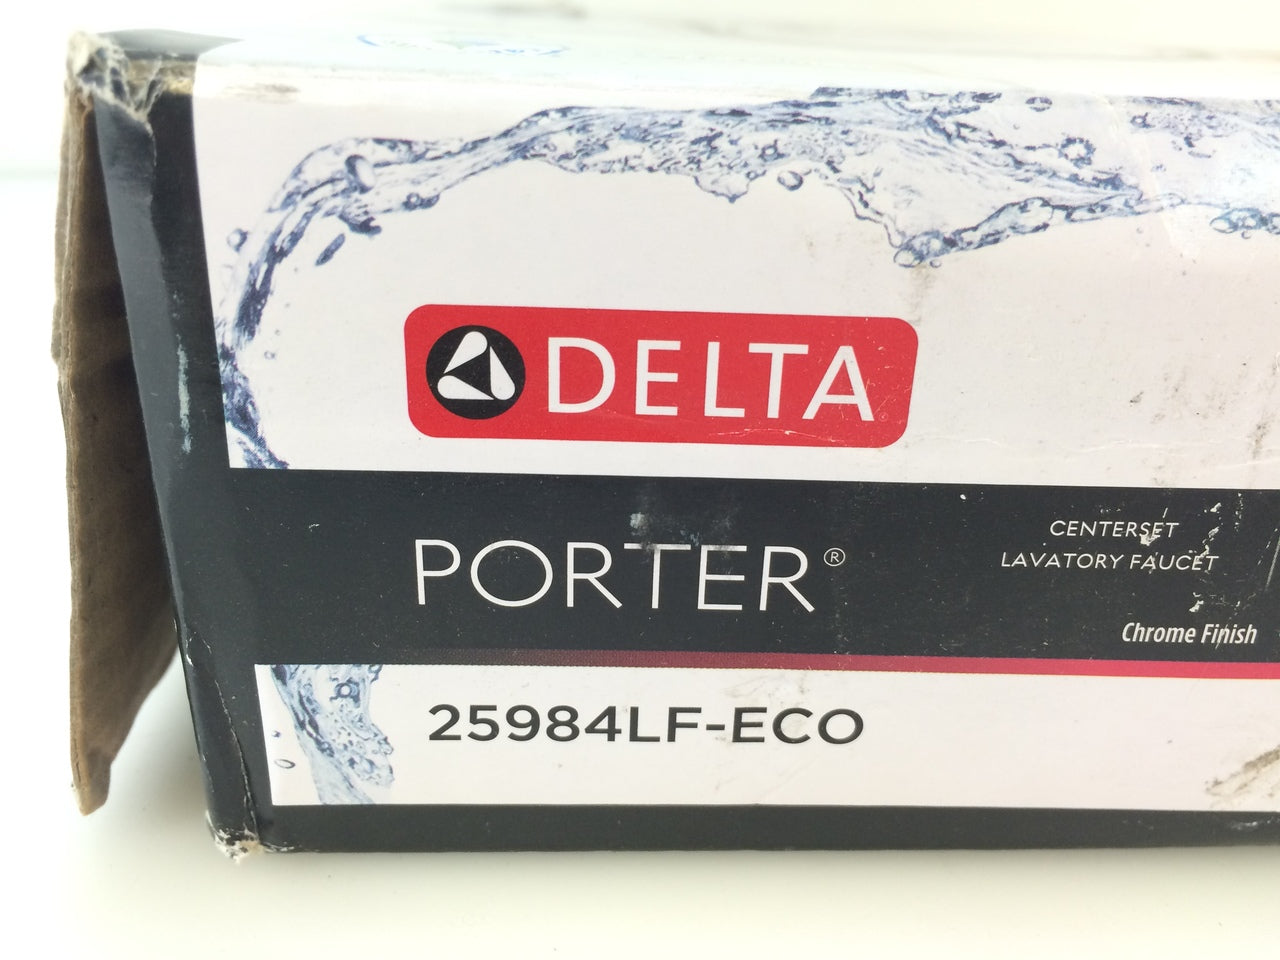 DELTA
PORTER®
CENTERSET
LAVATORY FAUCET
Chrome Finish
25984LF-ECO